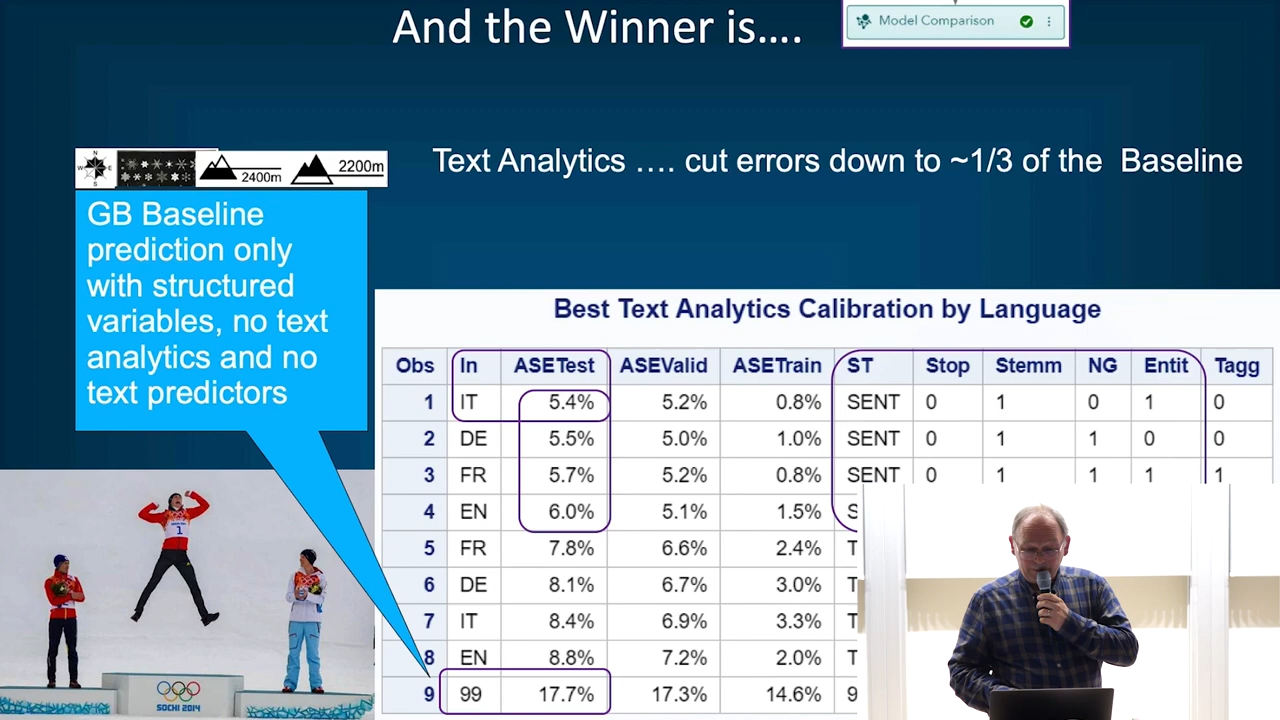 And the Winner is….
Model Comparison
N
W E
S
2400m
2200m
Text Analytics …. cut errors down to ~1/3 of the Baseline
GB Baseline
prediction only
with structured
variables, no text
analytics and no
text predictors
Best Text Analytics Calibration by Language
Obs In ASETest ASEValid ASETrain ST Stop Stemm NG Entit Tagg
1 IT 5.4% 5.2% 0.8% SENT 0 1 0 1 0
2 DE 5.5% 5.0% 1.0% SENT 0 1 1 0 0
3 FR 5.7% 5.2% 0.8% SENT 0 1 1 1 1
4 EN 6.0% 5.1% 1.5% S
5 FR 7.8% 6.6% 2.4% T
6 DE 8.1% 6.7% 3.0% T
7 IT 8.4% 6.9% 3.3% T
8 EN 8.8% 7.2% 2.0% T
9 99 17.7% 17.3% 14.6% 9
1
SOCHI 2014